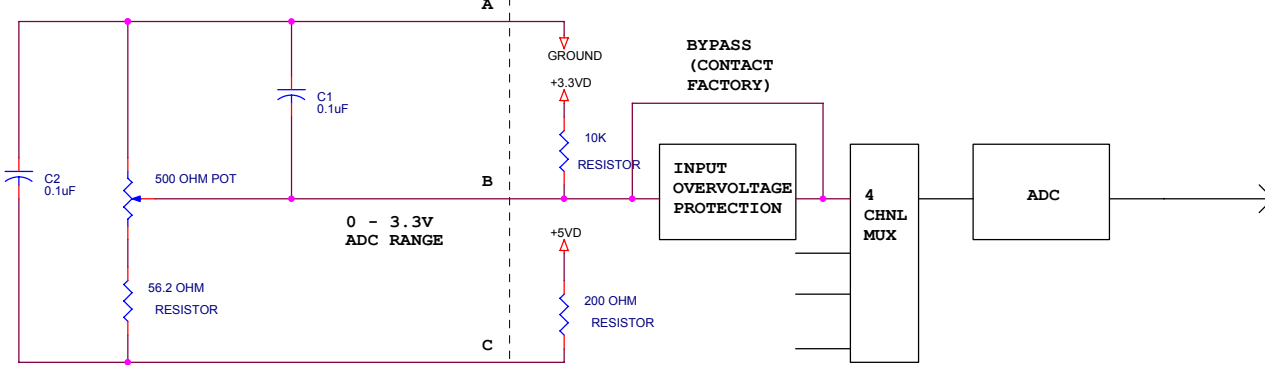 A
GROUND
BYPASS
(CONTACT
FACTORY)
+3.3VD
C1
0.1uF
10K
RESISTOR
C2
0.1uF
500 OHM POT
B
INPUT
OVERVOLTAGE
PROTECTION
4
CHNL
MUX
ADC
0 - 3.3V
ADC RANGE
+5VD
56.2 OHM
RESISTOR
200 OHM
RESISTOR
C